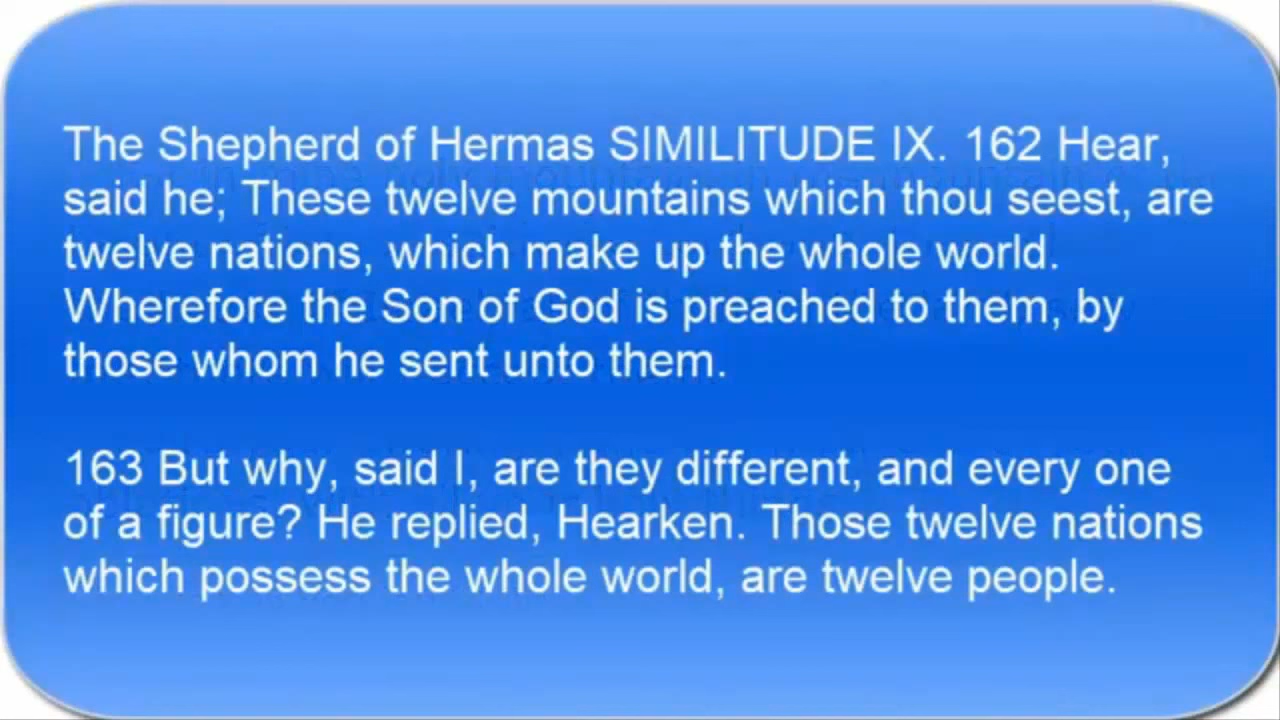 The Shepherd of Hermas SIMILITUDE IX. 162 Hear,
said he; These twelve mountains which thou seest, are
twelve nations, which make up the whole world.
Wherefore the Son of God is preached to them, by
those whom he sent unto them.
163 But why, said I, are they different, and every one
of a figure? He replied, Hearken. Those twelve nations
which possess the whole world, are twelve people.